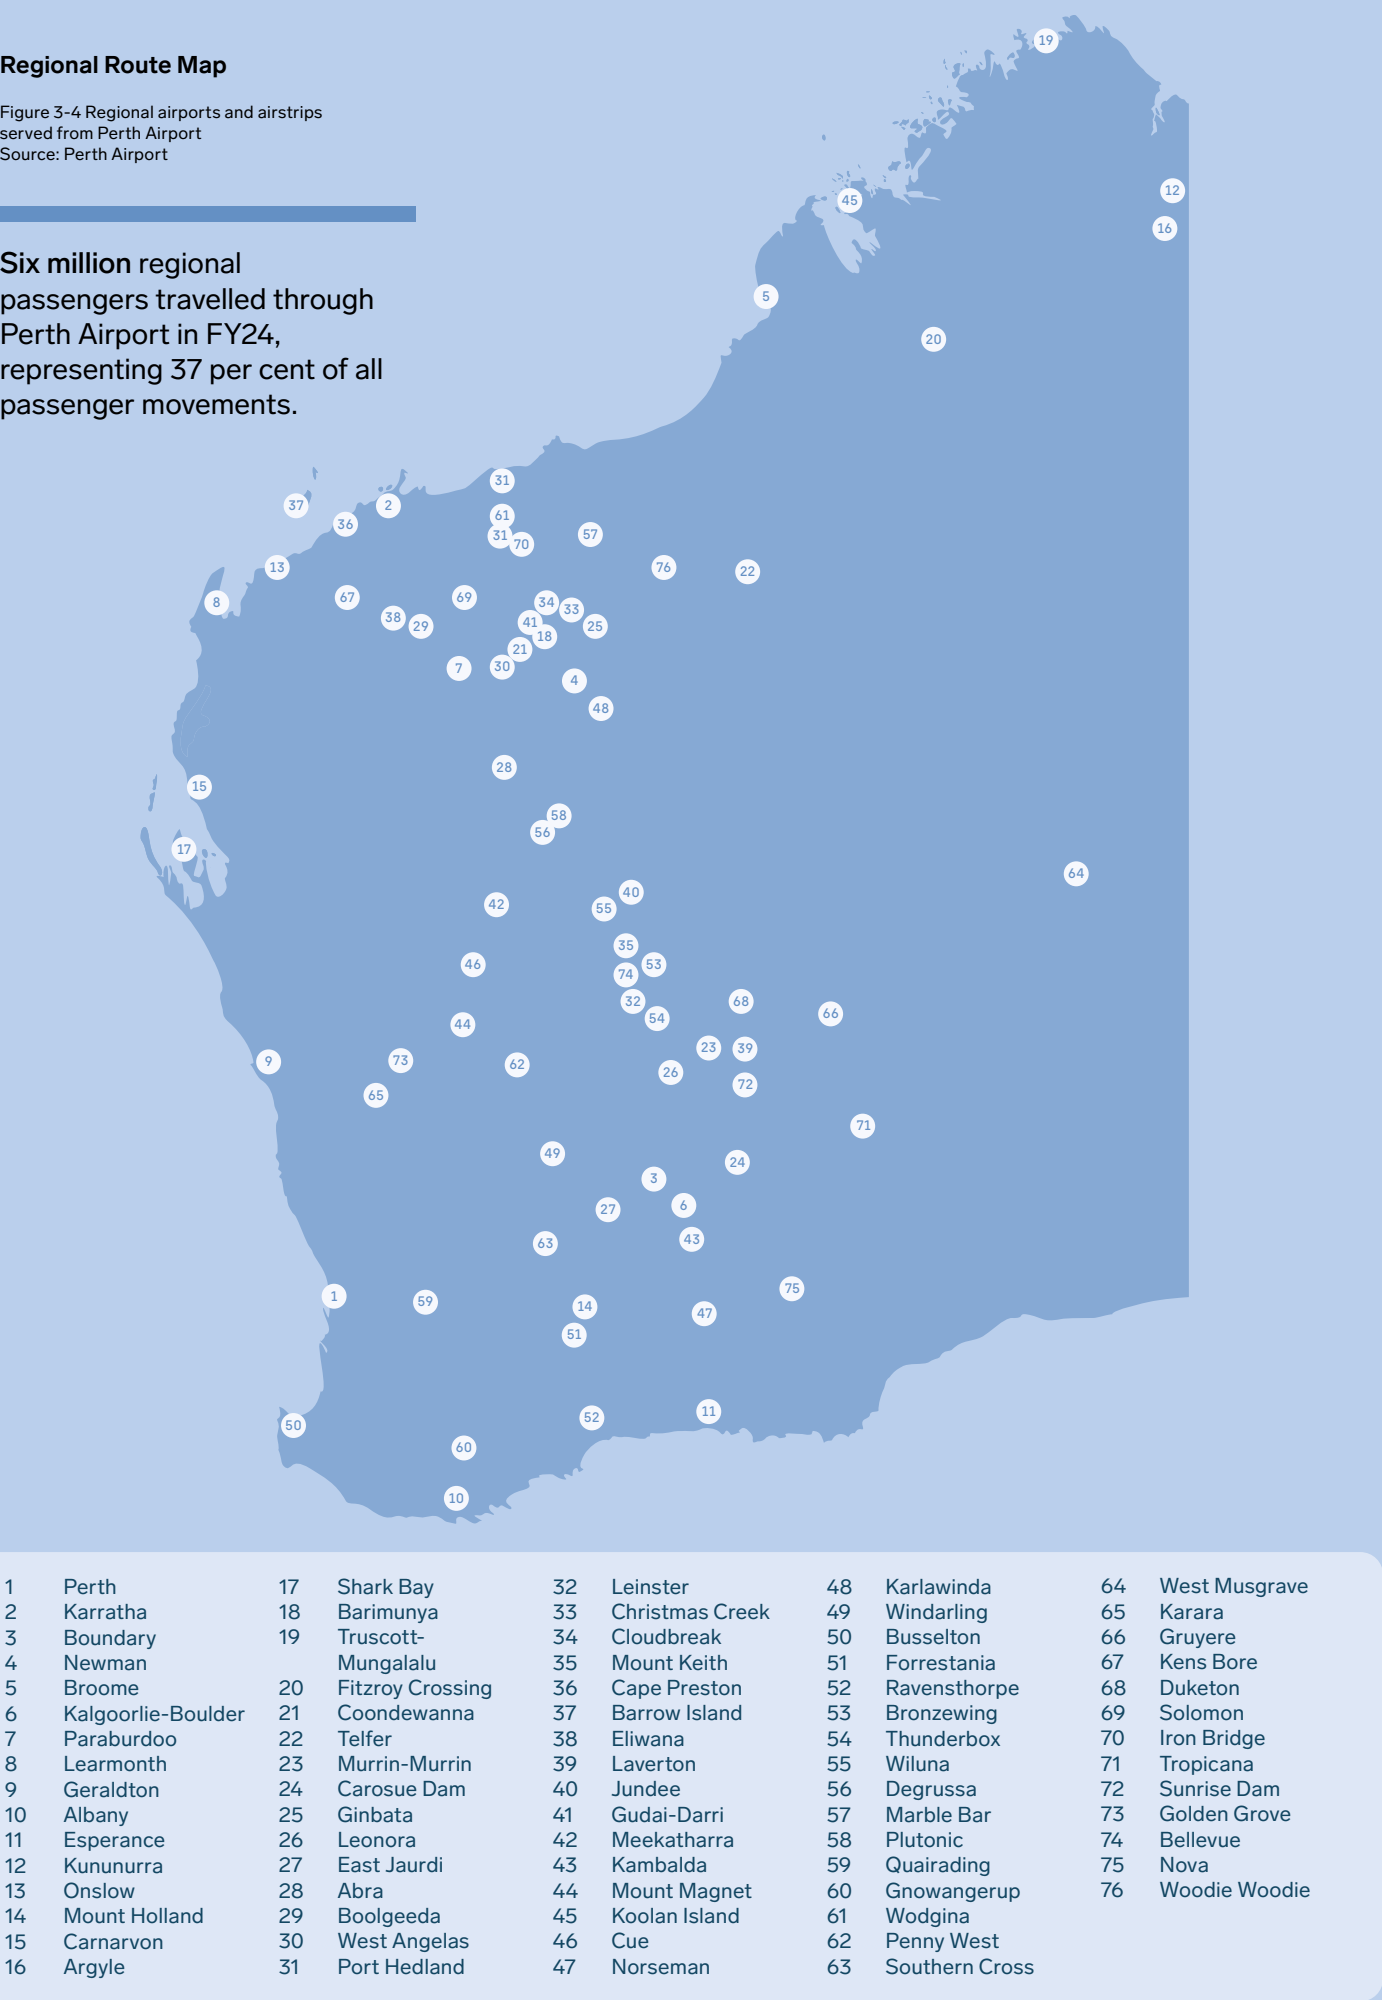 Regional Route Map
Figure 3-4 Regional airports and airstrips
served from Perth Airport
Source: Perth Airport
Six million regional
passengers travelled through
Perth Airport in FY24,
representing 37 per cent of all
passenger movements.
19
12
45
16
5
20
31
37
2
61
36
31
57
70
13
76
22
67
69
8
34
33
38
41
29
25
18
21
7
30
4
48
28
15
58
56
17
64
40
42
55
35
46
53
74
32
68
66
54
44
23
39
9
73
62
26
72
65
71
49
24
3
6
27
43
63
75
1
59
14
47
51
11
52
50
60
10
1 Perth
2 Karratha
3 Boundary
4 Newman
5 Broome
6 Kalgoorlie-Boulder
7 Paraburdoo
8 Learmonth
9 Geraldton
10 Albany
11 Esperance
12 Kununurra
13 Onslow
14 Mount Holland
15 Carnarvon
16 Argyle
17 Shark Bay
18 Barimunya
19 Truscott-
Mungalalu
20 Fitzroy Crossing
21 Coondewanna
22 Telfer
23 Murrin-Murrin
24 Carosue Dam
25 Ginbata
26 Leonora
27 East Jaurdi
28 Abra
29 Boolgeeda
30 West Angelas
31 Port Hedland
32 Leinster
33 Christmas Creek
34 Cloudbreak
35 Mount Keith
36 Cape Preston
37 Barrow Island
38 Eliwana
39 Laverton
40 Jundee
41 Gudai-Darri
42 Meekatharra
43 Kambalda
44 Mount Magnet
45 Koolan Island
46 Cue
47 Norseman
48 Karlawinda
49 Windarling
50 Busselton
51 Forrestania
52 Ravensthorpe
53 Bronzewing
54 Thunderbox
55 Wiluna
56 Degrussa
57 Marble Bar
58 Plutonic
59 Quairading
60 Gnowangerup
61 Wodgina
62 Penny West
63 Southern Cross
64 West Musgrave
65 Karara
66 Gruyere
67 Kens Bore
68 Duketon
69 Solomon
70 Iron Bridge
71 Tropicana
72 Sunrise Dam
73 Golden Grove
74 Bellevue
75 Nova
76 Woodie Woodie